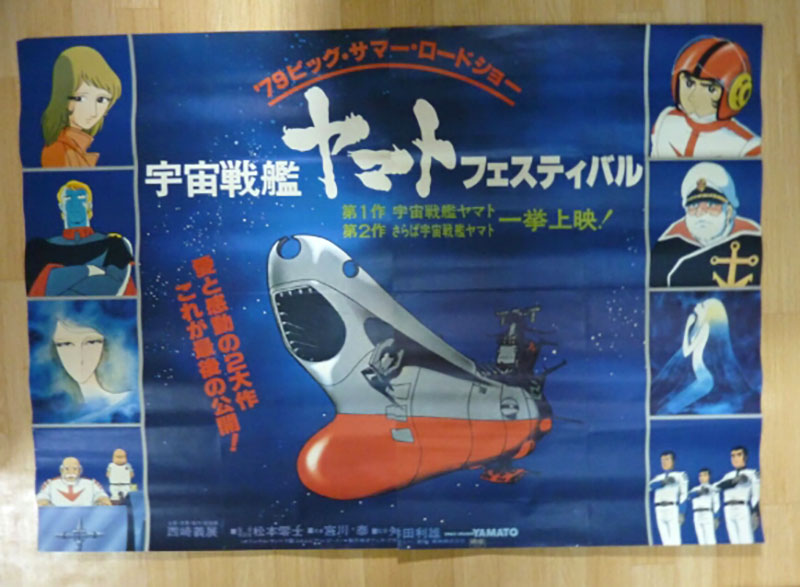 '79ビッグ・サマー・ロードショー
宇宙戦艦ヤマトフェスティバル
第1作 宇宙戦艦ヤマト
第2作 さらば宇宙戦艦ヤマト
一挙上映!
愛と感動の2大作
これが最後の公開!
西崎義展
松本零士
宮川・泰
田利雄
YAMATO